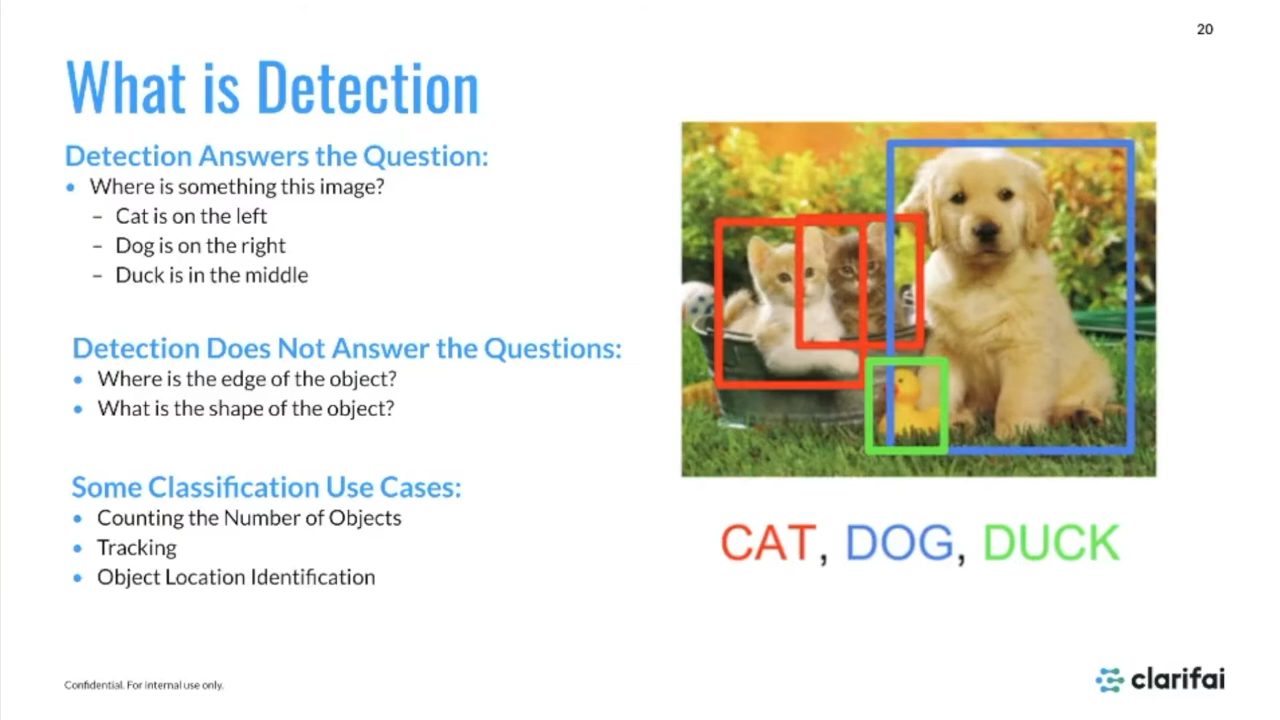 20
What is Detection
Detection Answers the Question:
Where is something this image?
– Cat is on the left
– Dog is on the right
– Duck is in the middle
Detection Does Not Answer the Questions:
Where is the edge of the object?
What is the shape of the object?
Some Classification Use Cases:
Counting the Number of Objects
Tracking
Object Location Identification
CAT, DOG, DUCK
Confidential. For internal use only.
clarifai